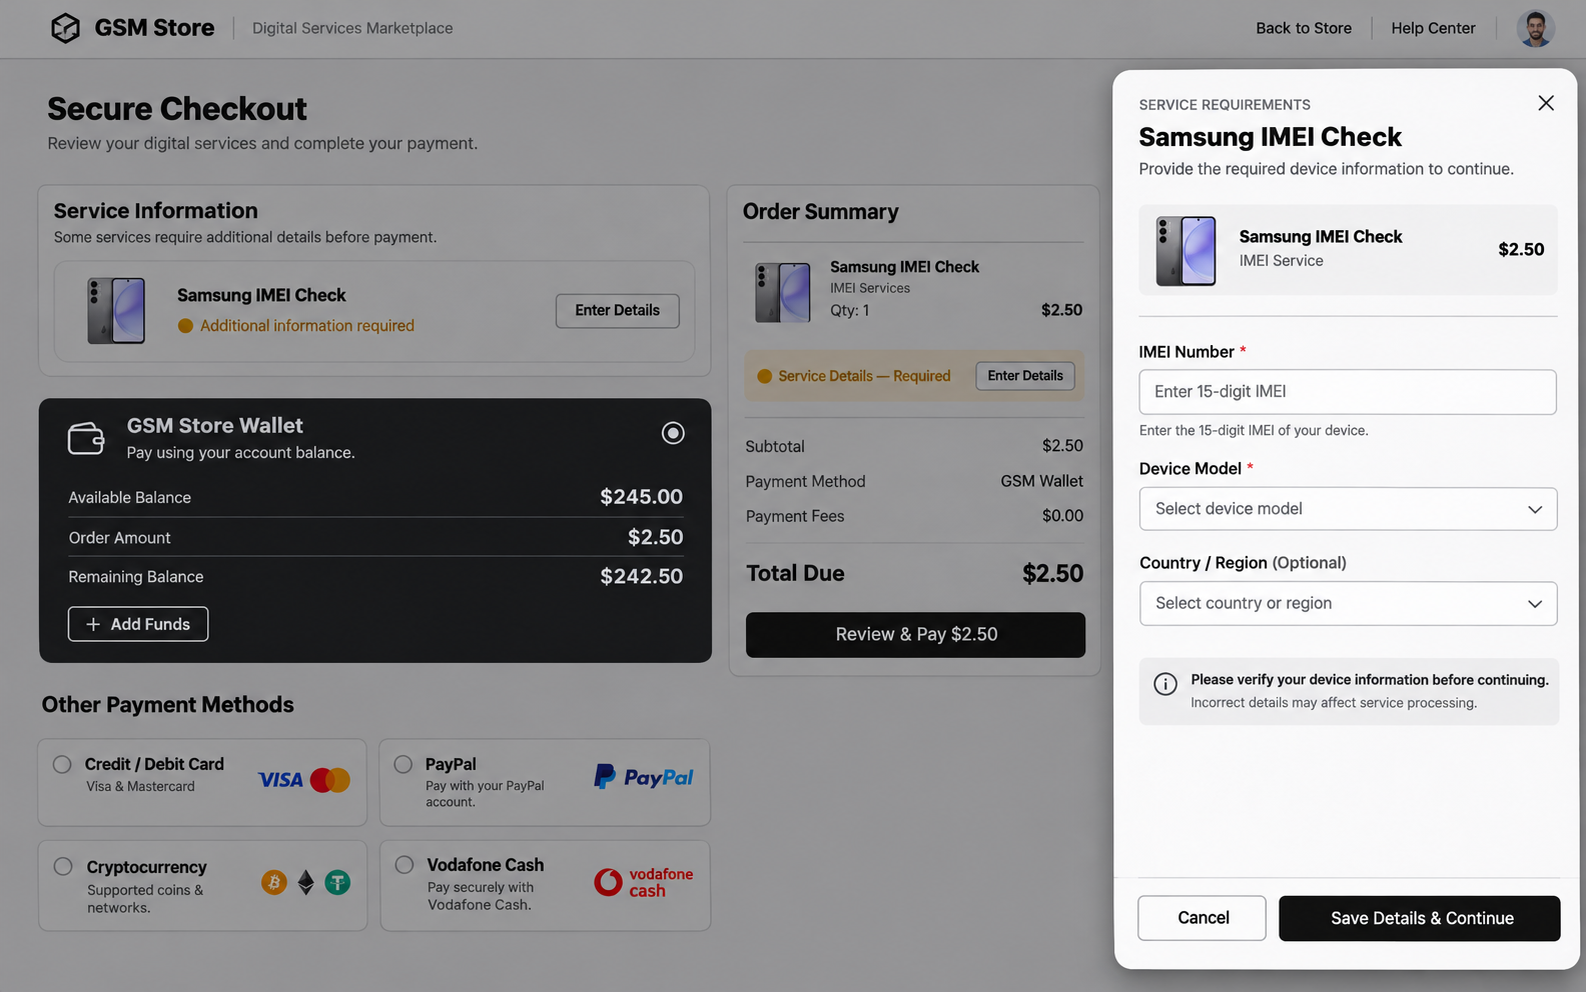 GSM Store
Digital Services Marketplace
Back to Store
Help Center
Secure Checkout
Review your digital services and complete your payment.
Service Information
Some services require additional details before payment.
Samsung IMEI Check
Additional information required
Enter Details
GSM Store Wallet
Pay using your account balance.
Available Balance
$245.00
Order Amount
$2.50
Remaining Balance
$242.50
+ Add Funds
Other Payment Methods
Credit / Debit Card
Visa & Mastercard
VISA
PayPal
Pay with your PayPal
account.
PayPal
Cryptocurrency
Supported coins &
networks.
Vodafone Cash
Pay securely with
Vodafone Cash.
vodafone
cash
Order Summary
Samsung IMEI Check
IMEI Services
Qty: 1
$2.50
Service Details — Required
Enter Details
Subtotal
$2.50
Payment Method
GSM Wallet
Payment Fees
$0.00
Total Due
$2.50
Review & Pay $2.50
SERVICE REQUIREMENTS
Samsung IMEI Check
Provide the required device information to continue.
Samsung IMEI Check
IMEI Service
$2.50
IMEI Number *
Enter 15-digit IMEI
Enter the 15-digit IMEI of your device.
Device Model *
Select device model
Country / Region (Optional)
Select country or region
Please verify your device information before continuing.
Incorrect details may affect service processing.
Cancel
Save Details & Continue